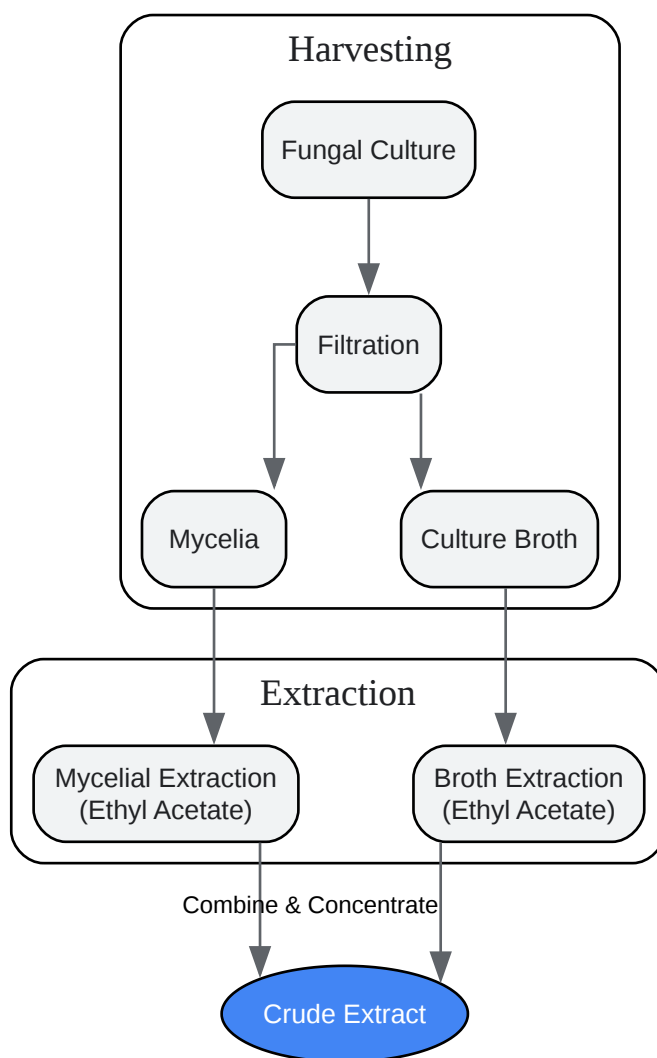 Harvesting
Fungal Culture
Filtration
Mycelia
Culture Broth
Extraction
Mycelial Extraction
(Ethyl Acetate)
Broth Extraction
(Ethyl Acetate)
Combine & Concentrate
Crude Extract